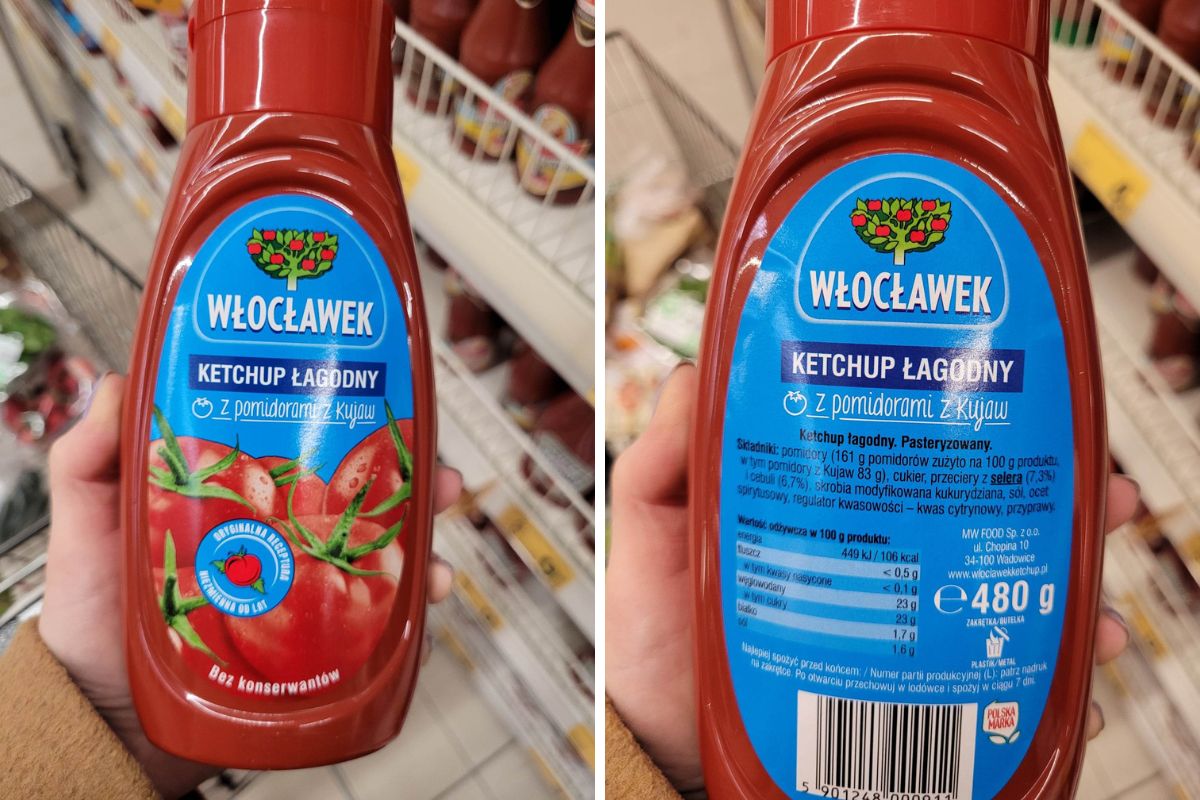 WŁOCŁAWEK
KETCHUP ŁAGODNY
z pomidorami z Kujaw
ORYGINALNA RECEPTURA
NIEZMIENNA OD LAT
Bez konserwantów
WŁOCŁAWEK
KETCHUP ŁAGODNY
z pomidorami z Kujaw
Ketchup łagodny. Pasteryzowany.
Składniki: pomidory (161 g pomidorów zużyto na 100 g produktu,
w tym pomidory z Kujaw 83 g), cukier, przeciery z selera (7,3%)
i cebuli (6,7%), skrobia modyfikowana kukurydziana, sól, ocet
spirytusowy, regulator kwasowości – kwas cytrynowy, przyprawy.
Wartość odżywcza w 100 g produktu:
energia 449 kJ / 106 kcal
tłuszcz < 0,5 g
w tym kwasy nasycone < 0,1 g
węglowodany 23 g
w tym cukry 23 g
białko 1,7 g
sól 1,6 g
MW FOOD Sp. z o.o.
ul. Chopina 10
34-100 Wadowice
www.wloclawekketchup.pl
℮ 480 g
ZAKRĘTKA/BUTELKA
PLASTIK/METAL
Najlepiej spożyć przed końcem: / Numer partii produkcyjnej (L): patrz nadruk
na zakrętce. Po otwarciu przechowuj w lodówce i spożyj w ciągu 7 dni.
POLSKA
MARKA
5 901248 000911